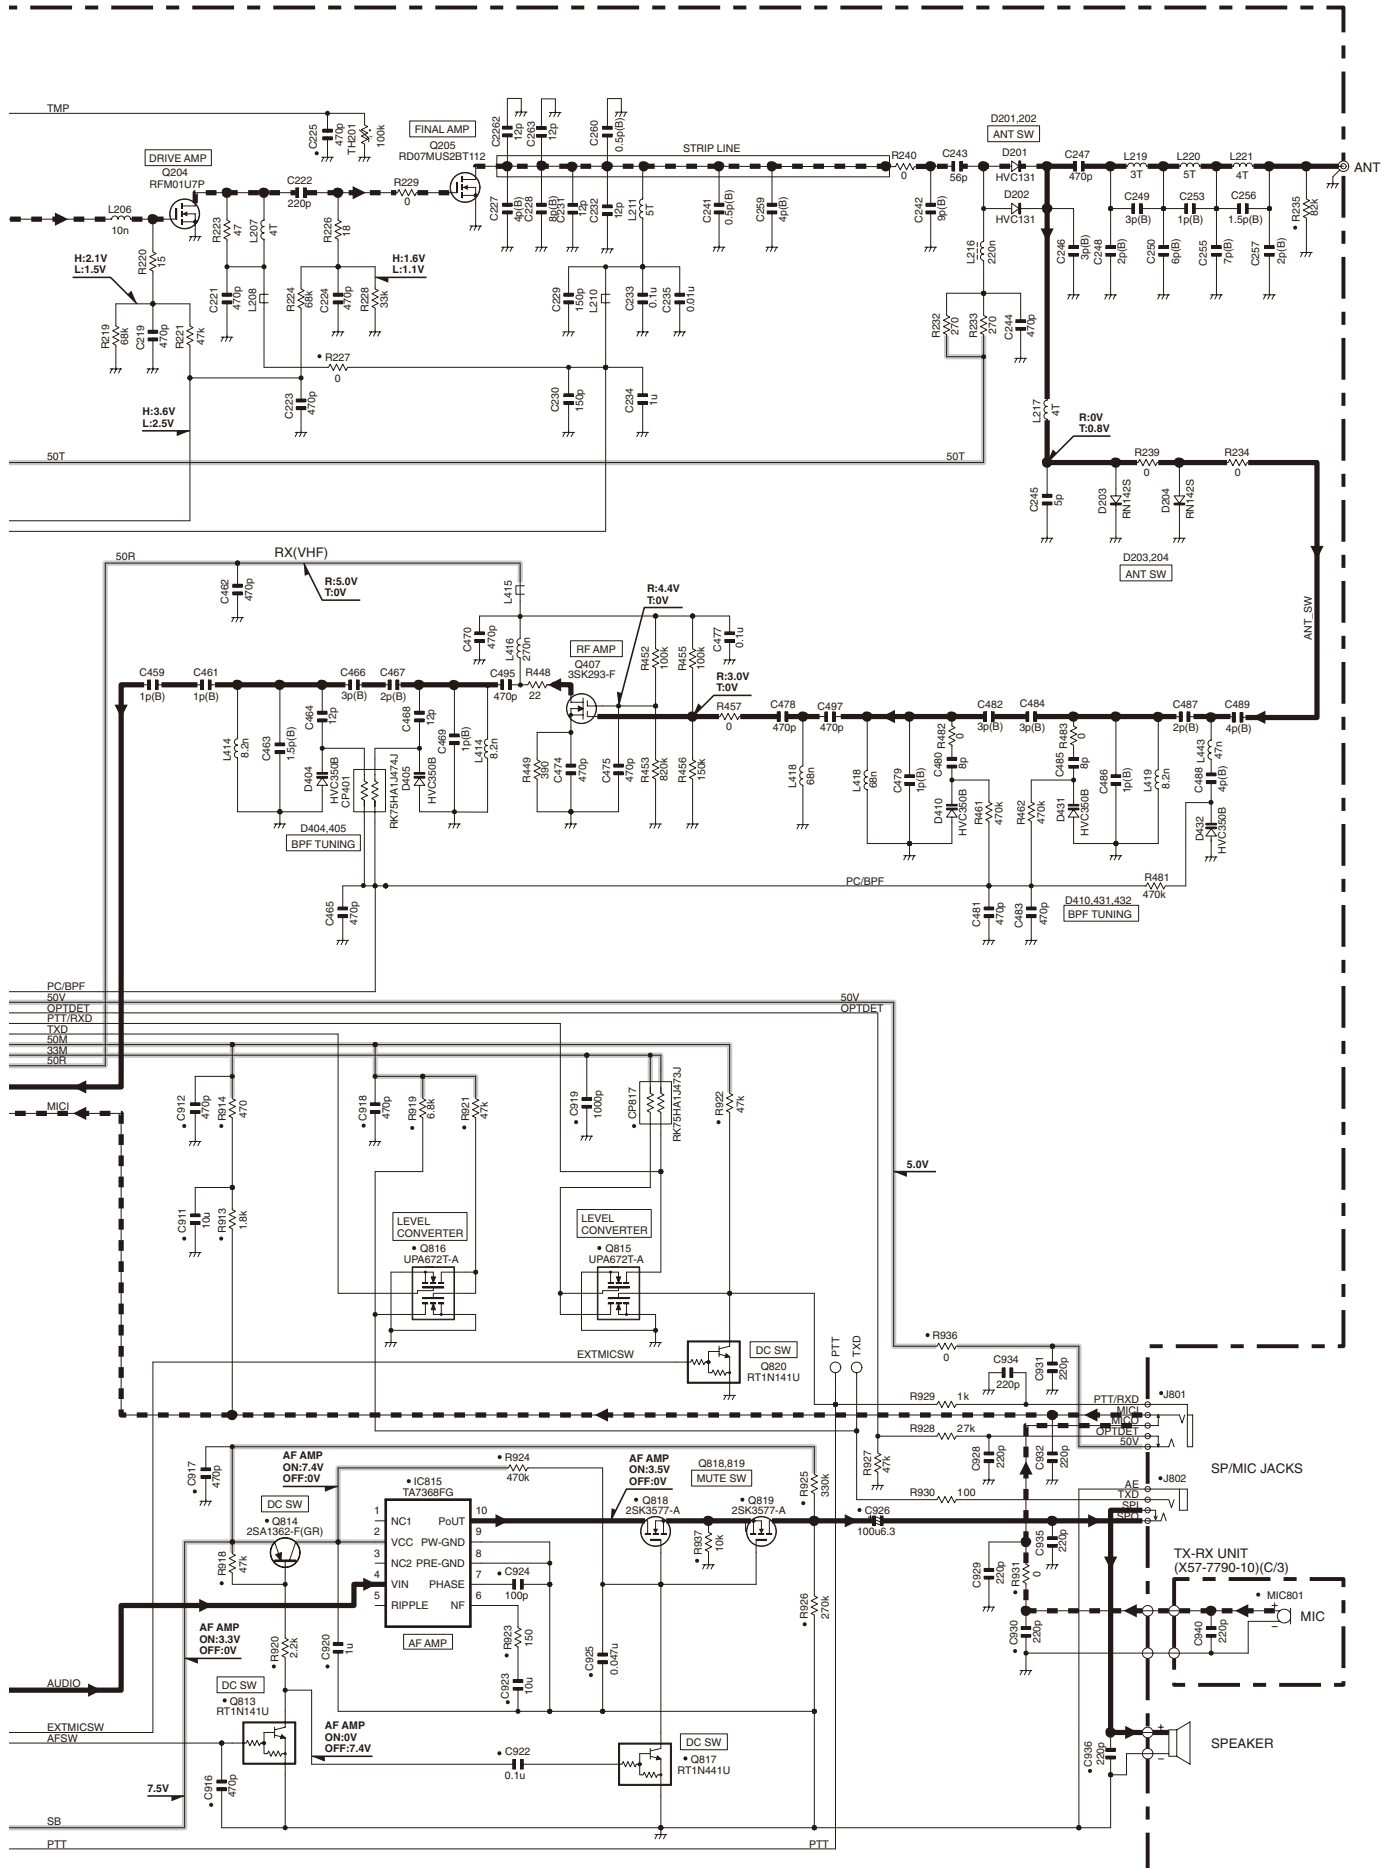 TMP
C225 470p
TH201 100k
FINAL AMP
Q205
RD07MUS2BT112
C2262 12p
C263 12p
C260 0.5p(B)
STRIP LINE
D201,202
ANT SW
DRIVE AMP
Q204
RFM01U7P
C222
220p
R229
0
R240
0
C243
56p
D201
HVC131
C247
470p
L219
3T
L220
5T
L221
4T
ANT
D202
HVC131
L206
10n
R220 15
R223 47
L207 4T
R226 18
C227 4p(B)
C228 8p(B)
C231 12p
C232 12p
L211 5T
C241 0.5p(B)
C259 4p(B)
C242 9p(B)
L216 220n
C246 3p(B)
C248 2p(B)
C249
3p(B)
C253
1p(B)
C256
1.5p(B)
C250 6p(B)
C255 7p(B)
C257 2p(B)
R235 82k
H:2.1V
L:1.5V
H:1.6V
L:1.1V
R219 68k
C219 470p
R221 47k
C221 470p
L208
R224 68k
C224 470p
R228 33k
C229 150p
L210
C233 0.1u
C235 0.01u
R232 270
R233 270
C244 470p
R227
0
C223 470p
C230 150p
C234 1u
H:3.6V
L:2.5V
L217 4T
R:0V
T:0.8V
50T
50T
R239
0
R234
0
C245 5p
D203 RN142S
D204 RN142S
D203,204
ANT SW
ANT_SW
50R
RX(VHF)
R:5.0V
T:0V
C462 470p
L415
C470 470p
L416 270n
R:4.4V
T:0V
RF AMP
Q407
3SK293-F
R452 100k
R455 100k
C477 0.1u
R:3.0V
T:0V
C459
1p(B)
C461
1p(B)
C466
3p(B)
C467
2p(B)
C495
470p
R448
22
R457
0
C478
470p
C497
470p
C482
3p(B)
C484
3p(B)
C487
2p(B)
C489
4p(B)
L414 8.2n
C463 1.5p(B)
C464 12p
D404 HVC350B
CP401
RK75HA1J474J
C468 12p
D405 HVC350B
C469 1p(B)
L414 8.2n
R449 390
C474 470p
C475 470p
R453 820k
R456 150k
L418 68n
L418 68n
C479 1p(B)
R482 0
C480 8p
D410 HVC350B
R461 470k
R462 470k
R483 0
C485 8p
D431 HVC350B
C486 1p(B)
L419 8.2n
L443 47n
C488 4p(B)
D432 HVC350B
D404,405
BPF TUNING
PC/BPF
R481
470k
C465 470p
C481 470p
C483 470p
D410,431,432
BPF TUNING
PC/BPF
50V
OPTDET
PTT/RXD
TXD
50M
33M
50R
50V
OPTDET
MICI
C912 470p
R914 470
C918 470p
R919 6.8k
R921 47k
C919 1000p
CP817
RK75HA1J473J
R922 47k
5.0V
C911 10u
R913 1.8k
LEVEL
CONVERTER
Q816
UPA672T-A
LEVEL
CONVERTER
Q815
UPA672T-A
EXTMICSW
DC SW
Q820
RT1N141U
PTT
TXD
R936
0
C934
220p
C931 220p
R929 1k
R928 27k
C928 220p
C932 220p
R927 47k
R930 100
PTT/RXD
MICI
MICO
OPTDET
50V
J801
SP/MIC JACKS
AE
TXD
SPI
SPO
J802
C917 470p
AF AMP
ON:7.4V
OFF:0V
R924
470k
AF AMP
ON:3.5V
OFF:0V
Q818,819
MUTE SW
R925 330k
DC SW
Q814
2SA1362-F(GR)
IC815
TA7368FG
1 NC1 PoUT 10
2 VCC PW-GND 9
3 NC2 PRE-GND 8
4 VIN PHASE 7
5 RIPPLE NF 6
AF AMP
Q818
2SK3577-A
Q819
2SK3577-A
R937 10k
C926
100u6.3
C935 220p
C929 220p
R931 0
TX-RX UNIT
(X57-7790-10)(C/3)
MIC801
MIC
+
−
C930 220p
C940 220p
R918 47k
C924
100p
AF AMP
ON:3.3V
OFF:0V
R920 2.2k
C920 1u
R923 150
C923 10u
C925 0.047u
R926 270k
AUDIO
DC SW
Q813
RT1N141U
EXTMICSW
AFSW
AF AMP
ON:0V
OFF:7.4V
C922
0.1u
DC SW
Q817
RT1N441U
+
−
SPEAKER
C936 220p
C916 470p
7.5V
SB
PTT
PTT